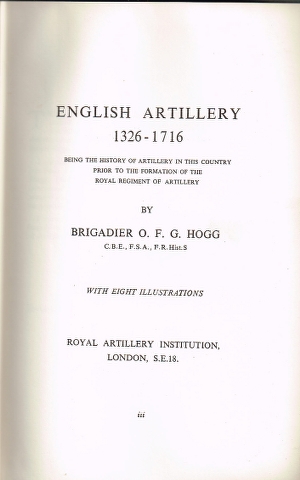 ENGLISH ARTILLERY
1326-1716
BEING THE HISTORY OF ARTILLERY IN THIS COUNTRY
PRIOR TO THE FORMATION OF THE
ROYAL REGIMENT OF ARTILLERY
BY
BRIGADIER O. F. G. HOGG
C.B.E., F.S.A., F.R.Hist.S
WITH EIGHT ILLUSTRATIONS
ROYAL ARTILLERY INSTITUTION,
LONDON, S.E.18.
iii